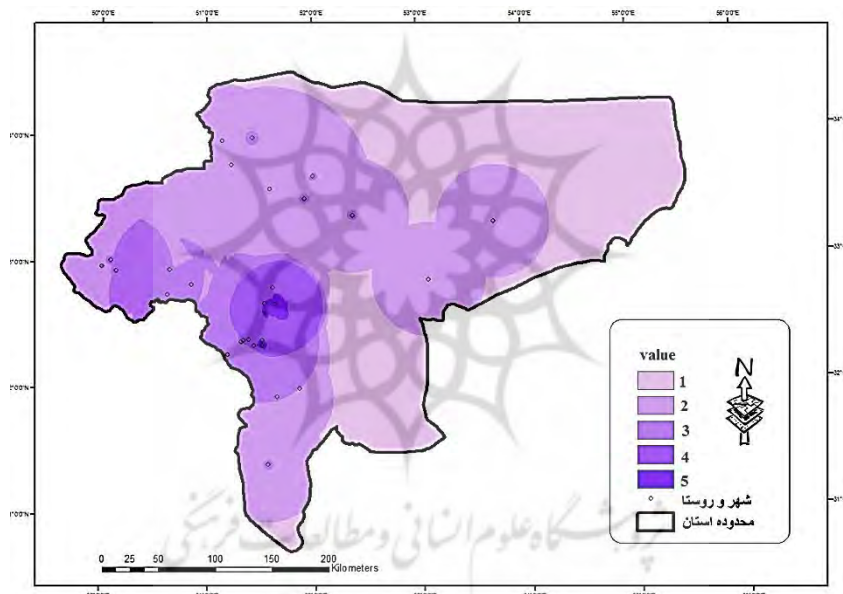 50°0'0"E 51°0'0"E 52°0'0"E 53°0'0"E 54°0'0"E 55°0'0"E 56°0'0"E
value
N
1
2
3
4
5
شهر و روستا
محدوده استان
پژوهشگاه علوم انسانی و مطالعات فرهنگی
0 25 50 100 150 200
Kilometers